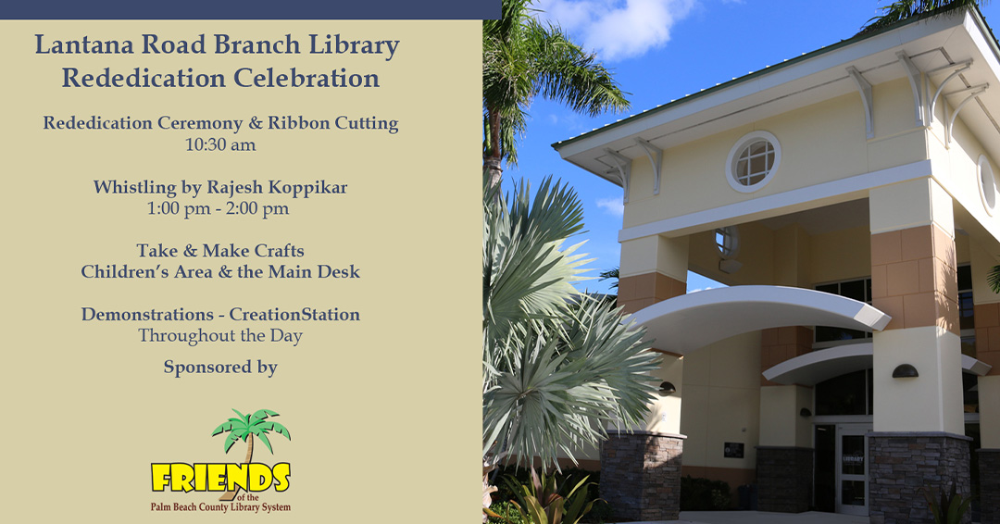 Lantana Road Branch Library
Rededication Celebration
Rededication Ceremony & Ribbon Cutting
10:30 am
Whistling by Rajesh Koppikar
1:00 pm - 2:00 pm
Take & Make Crafts
Children’s Area & the Main Desk
Demonstrations - CreationStation
Throughout the Day
Sponsored by
FRIENDS
of the
Palm Beach County Library System
LIBRARY